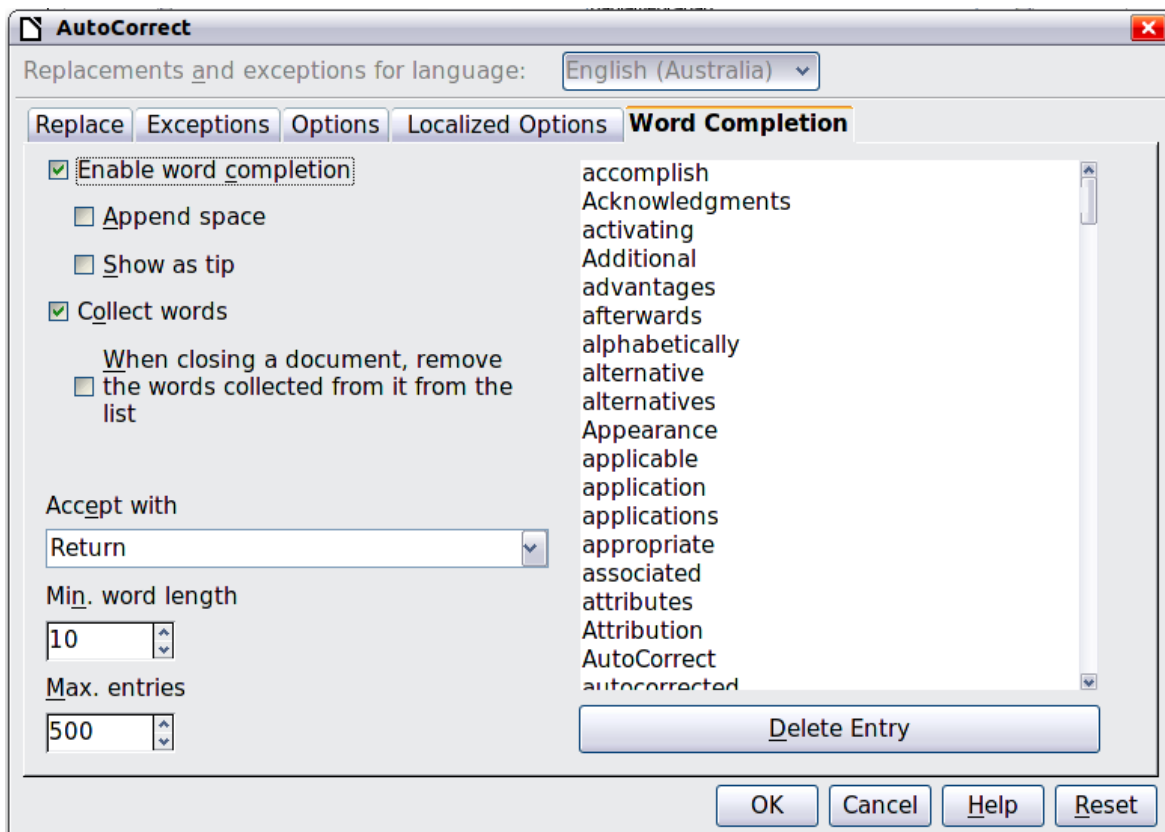 AutoCorrect
Replacements and exceptions for language: English (Australia)
Replace Exceptions Options Localized Options Word Completion
Enable word completion
Append space
Show as tip
Collect words
When closing a document, remove
the words collected from it from the
list
Accept with
Return
Min. word length
10
Max. entries
500
accomplish
Acknowledgments
activating
Additional
advantages
afterwards
alphabetically
alternative
alternatives
Appearance
applicable
application
applications
appropriate
associated
attributes
Attribution
AutoCorrect
autocorrected
Delete Entry
OK Cancel Help Reset